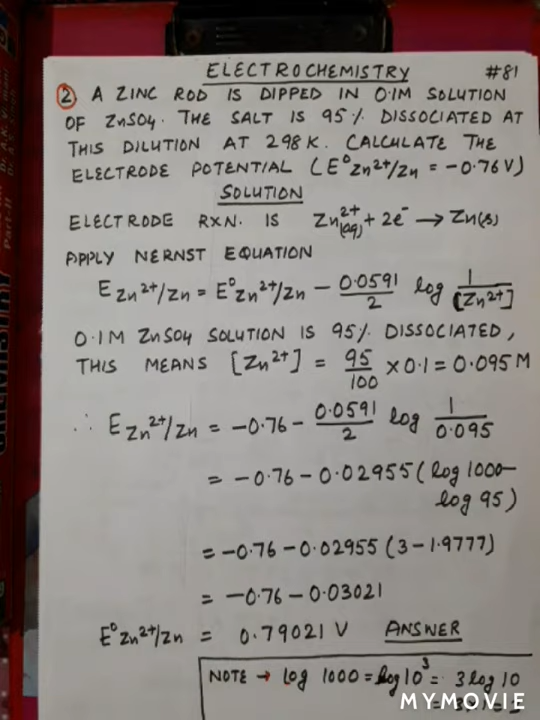 ELECTROCHEMISTRY #81
② A ZINC ROD IS DIPPED IN 0.1M SOLUTION
OF ZnSO4. THE SALT IS 95% DISSOCIATED AT
THIS DILUTION AT 298K. CALCULATE THE
ELECTRODE POTENTIAL (E⁰Zn²⁺/Zn = -0.76V)
SOLUTION
ELECTRODE RXN. IS Zn²⁺(aq) + 2e⁻ → Zn(s)
APPLY NERNST EQUATION
E Zn²⁺/Zn = E⁰Zn²⁺/Zn - 0.0591/2 log 1/[Zn²⁺]
0.1M ZnSO4 SOLUTION IS 95% DISSOCIATED,
THIS MEANS [Zn²⁺] = 95/100 × 0.1 = 0.095 M
∴ E Zn²⁺/Zn = -0.76 - 0.0591/2 log 1/0.095
= -0.76 - 0.02955 (log 1000-
log 95)
= -0.76 - 0.02955 (3 - 1.9777)
= -0.76 - 0.03021
E⁰Zn²⁺/Zn = 0.79021 V ANSWER
NOTE → log 1000 = log 10³ = 3 log 10
MYMOVIE